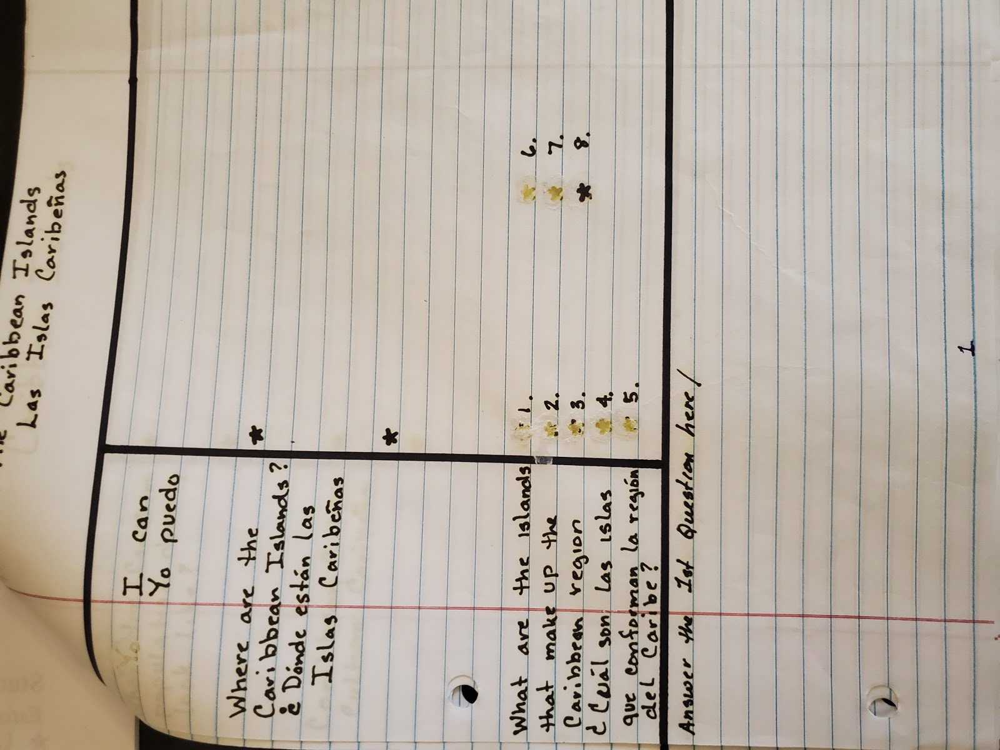 The Caribbean Islands
Las Islas Caribeñas
I can
Yo puedo
Where are the
Caribbean Islands?
¿Dónde están las
Islas Caribeñas
*
*
What are the islands
that make up the
Caribbean region
¿Cuál son las islas
que conforman la región
del Caribe?
1.
2.
3.
4.
5.
6.
7.
* 8.
Answer the 1st Question here/
1